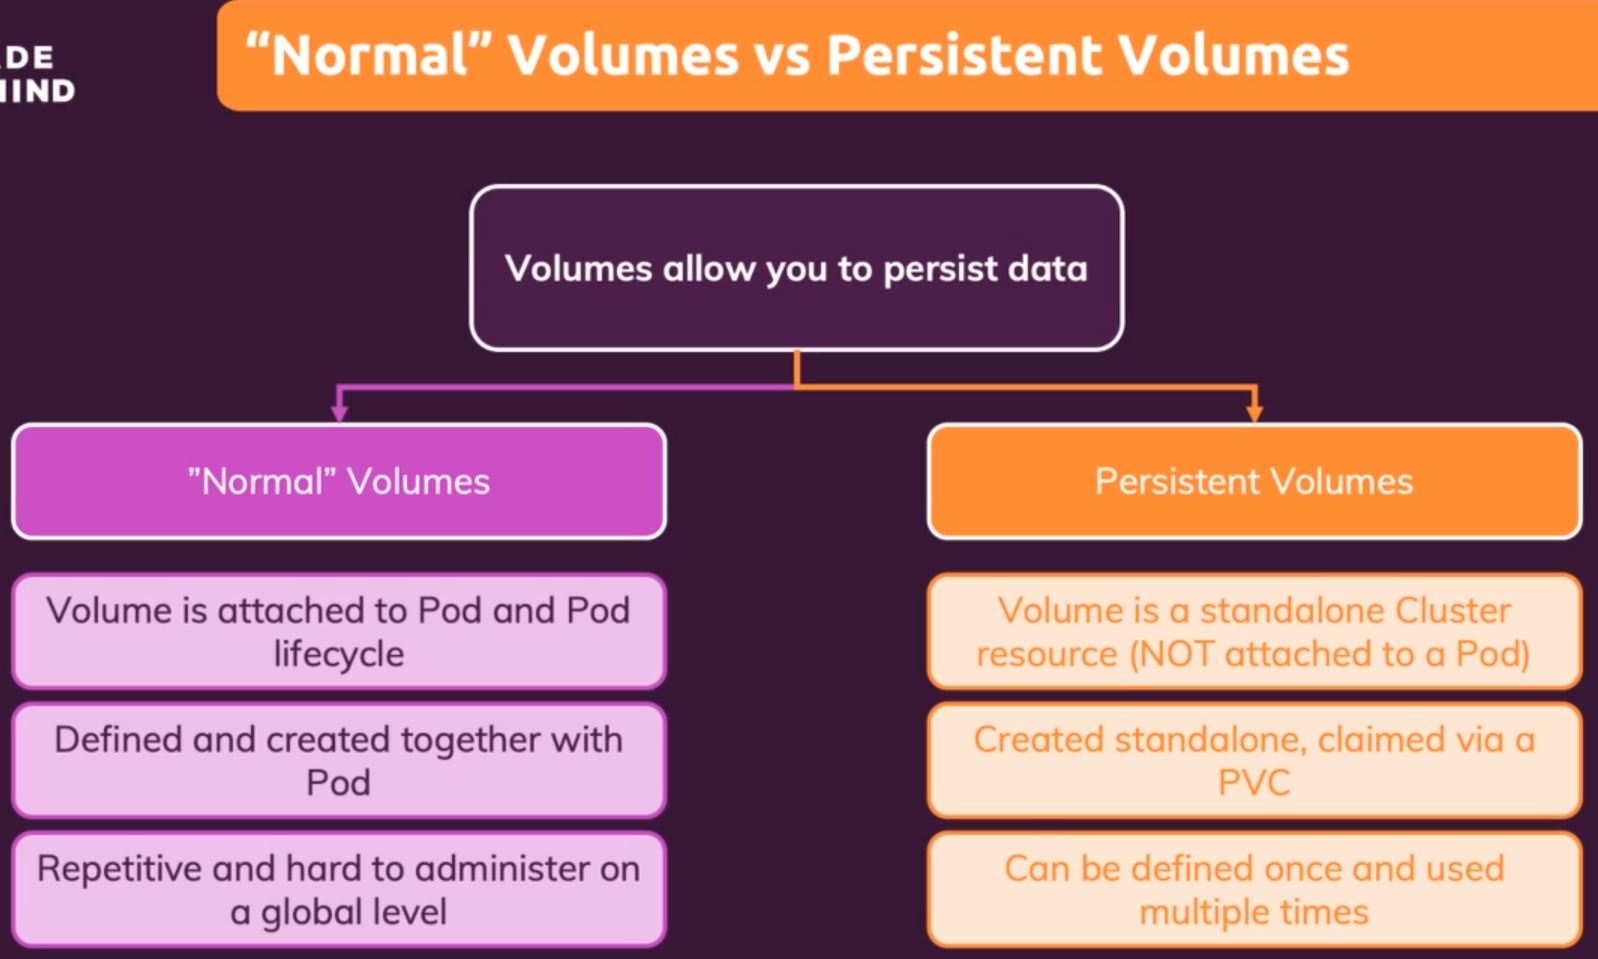 “Normal” Volumes vs Persistent Volumes
Volumes allow you to persist data
”Normal” Volumes
Volume is attached to Pod and Pod
lifecycle
Defined and created together with
Pod
Repetitive and hard to administer on
a global level
Persistent Volumes
Volume is a standalone Cluster
resource (NOT attached to a Pod)
Created standalone, claimed via a
PVC
Can be defined once and used
multiple times